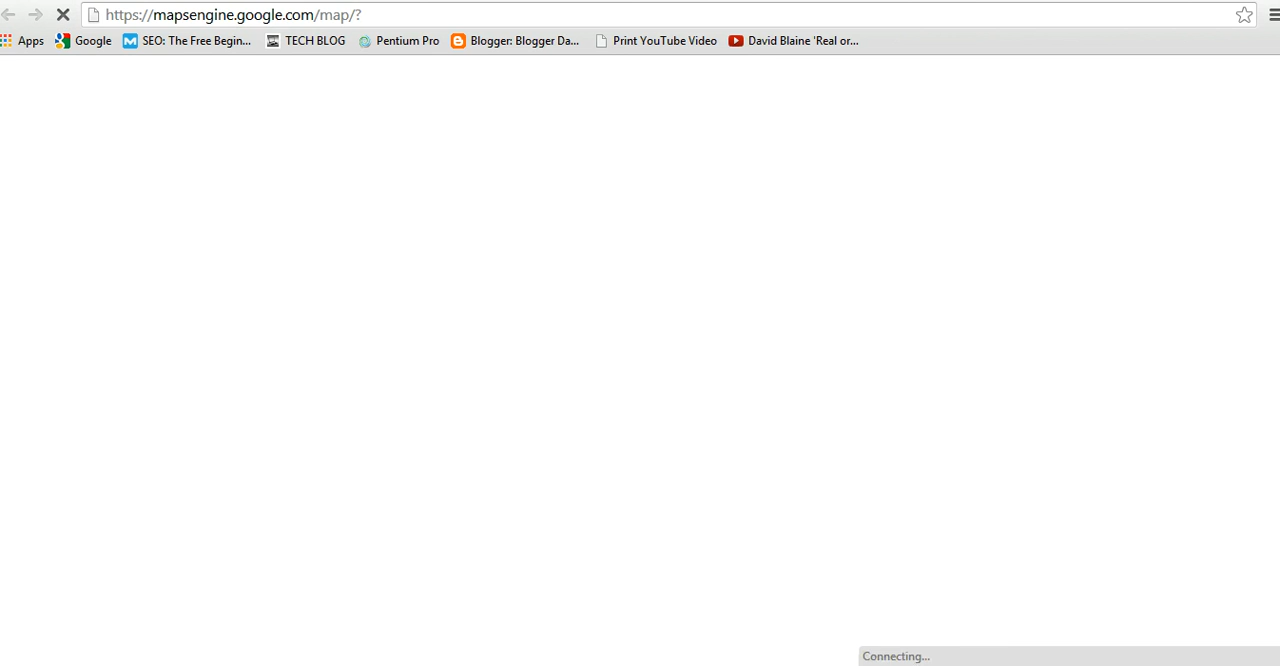 https://mapsengine.google.com/map/?
Apps Google SEO: The Free Begin... TECH BLOG Pentium Pro Blogger: Blogger Da... Print YouTube Video David Blaine 'Real or...
Connecting...